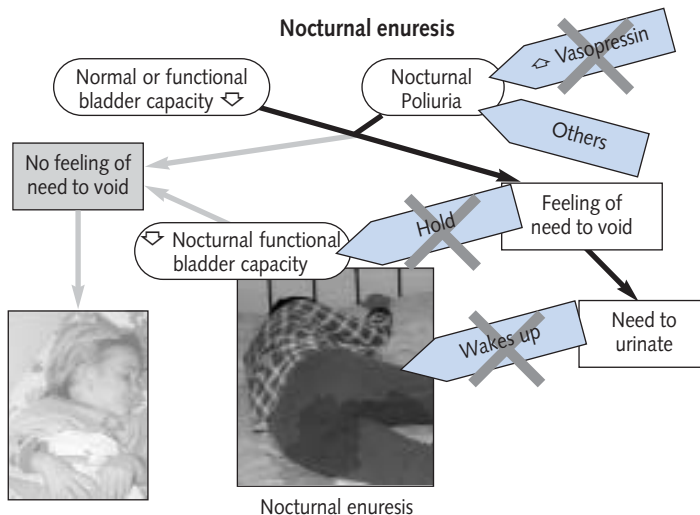 Nocturnal enuresis
Vasopressin
Normal or functional
bladder capacity
Nocturnal
Poliuria
Others
No feeling of
need to void
Feeling of
need to void
Hold
Nocturnal functional
bladder capacity
Need to
urinate
Wakes up
Nocturnal enuresis